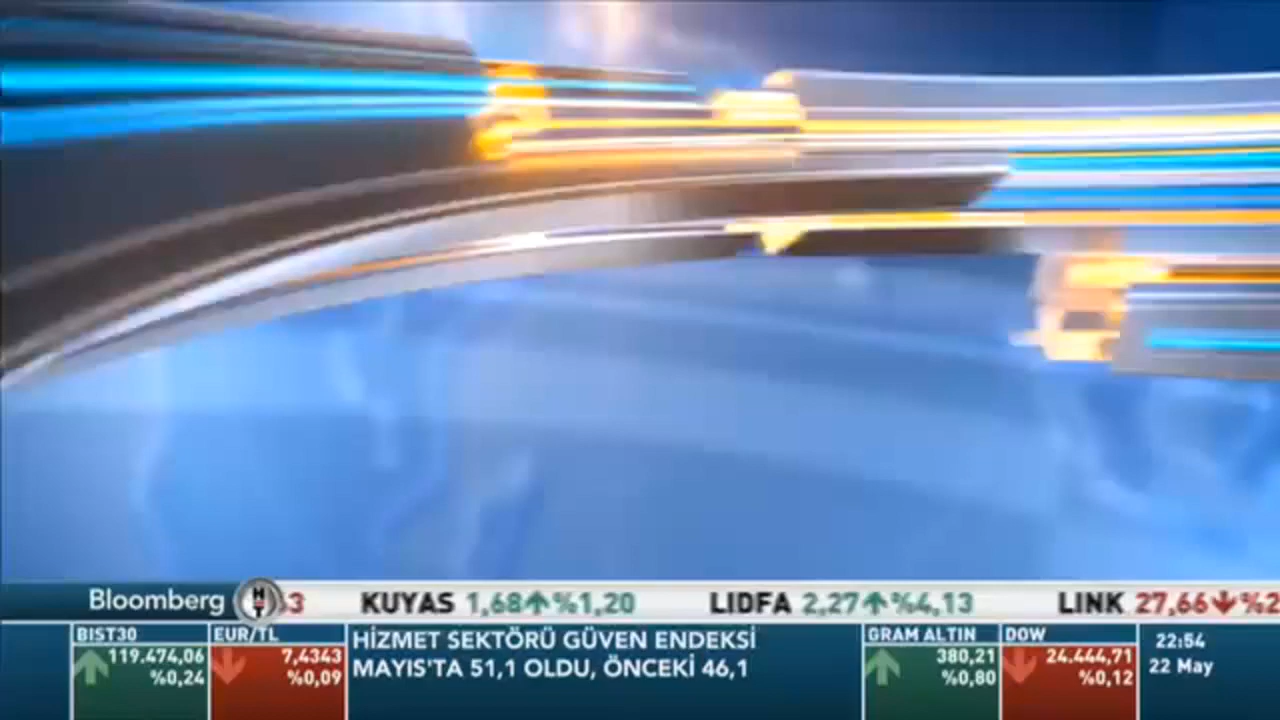 Bloomberg HT 3 KUYAS 1,68 %1,20 LIDFA 2,27 %4,13 LINK 27,66 %2
BIST30
119.474,06
%0,24
EUR/TL
7,4343
%0,09
HİZMET SEKTÖRÜ GÜVEN ENDEKSİ
MAYIS'TA 51,1 OLDU, ÖNCEKİ 46,1
GRAM ALTIN
380,21
%0,80
DOW
24.444,71
%0,12
22:54
22 May